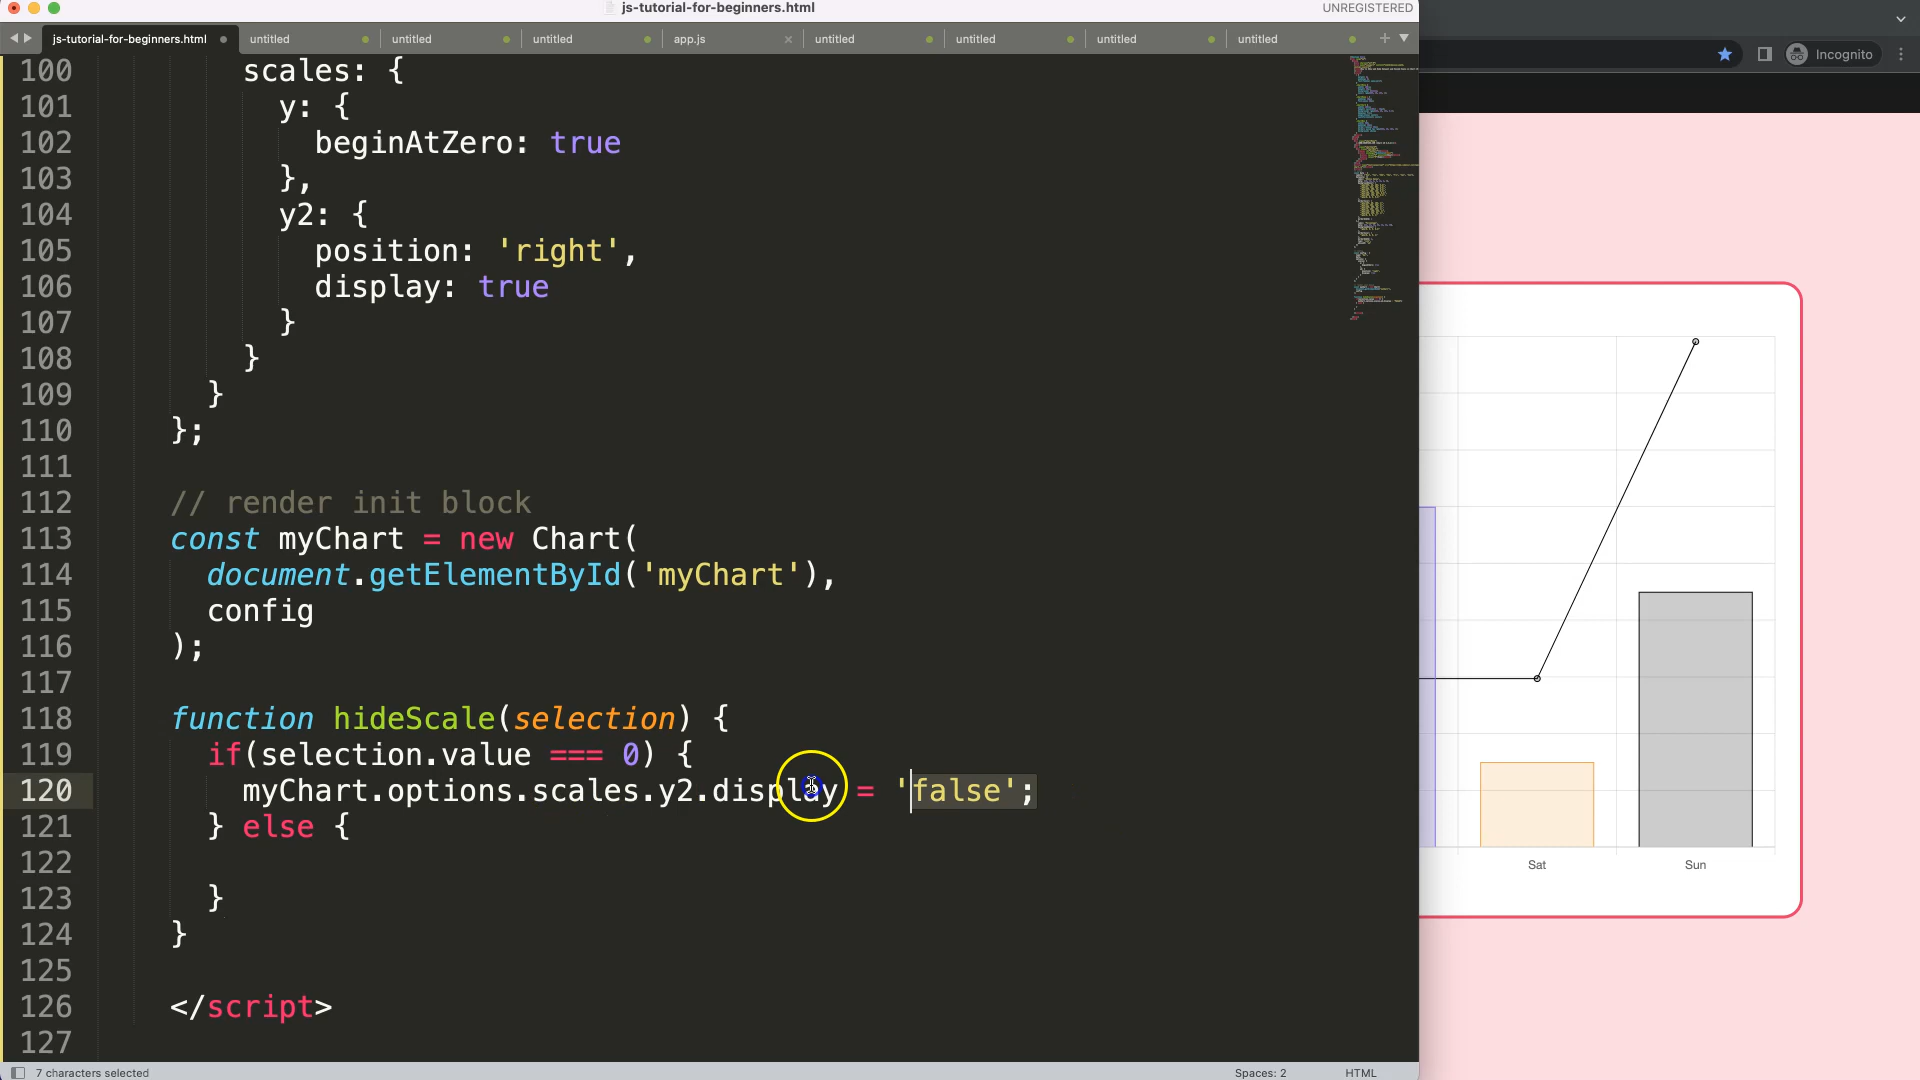 js-tutorial-for-beginners.html
UNREGISTERED
js-tutorial-for-beginners.html untitled untitled untitled app.js untitled untitled untitled untitled
Incognito
100 scales: {
101 y: {
102 beginAtZero: true
103 },
104 y2: {
105 position: 'right',
106 display: true
107 }
108 }
109 }
110 };
111
112 // render init block
113 const myChart = new Chart(
114 document.getElementById('myChart'),
115 config
116 );
117
118 function hideScale(selection) {
119 if(selection.value === 0) {
120 myChart.options.scales.y2.display = 'false';
121 } else {
122
123 }
124 }
125
126 </script>
127
Sat Sun
7 characters selected Spaces: 2 HTML